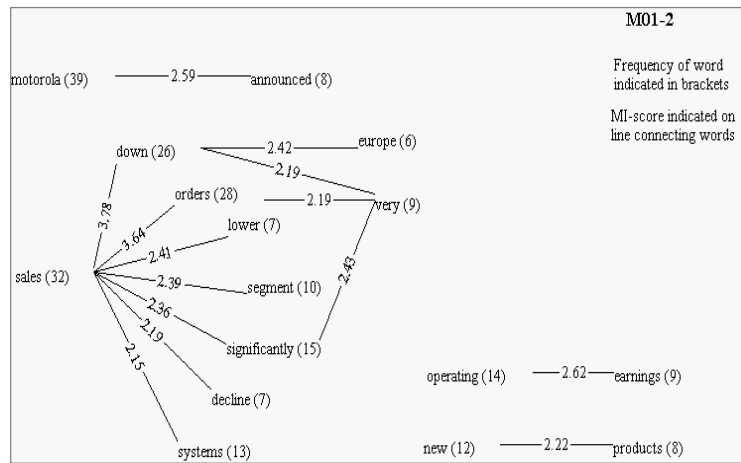 M01-2
Frequency of word
indicated in brackets
MI-score indicated on
line connecting words
motorola (39) 2.59 announced (8)
down (26) 2.42 europe (6)
2.19
orders (28) 2.19 very (9)
3.78
3.64
lower (7)
2.41
sales (32) 2.39 segment (10)
2.43
2.36
significantly (15)
2.19
2.15
decline (7)
systems (13)
operating (14) 2.62 earnings (9)
new (12) 2.22 products (8)